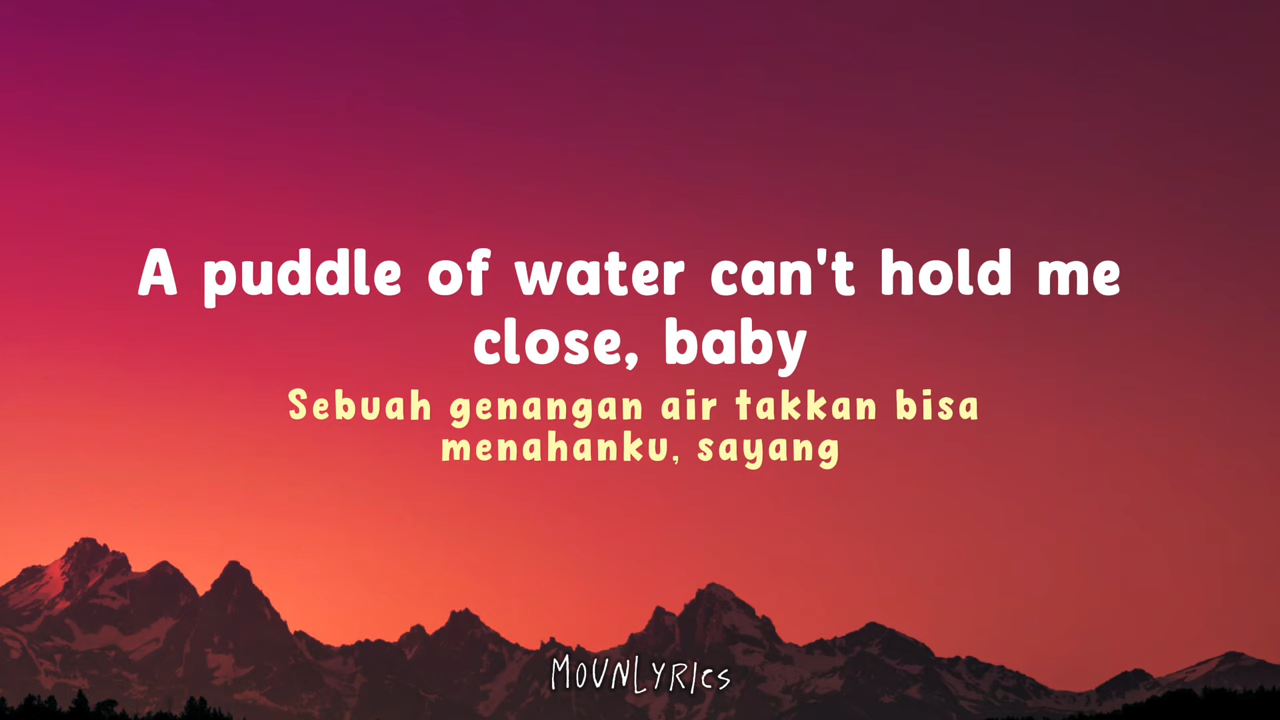 A puddle of water can't hold me
close, baby
Sebuah genangan air takkan bisa
menahanku, sayang
MOUNLYRIcs